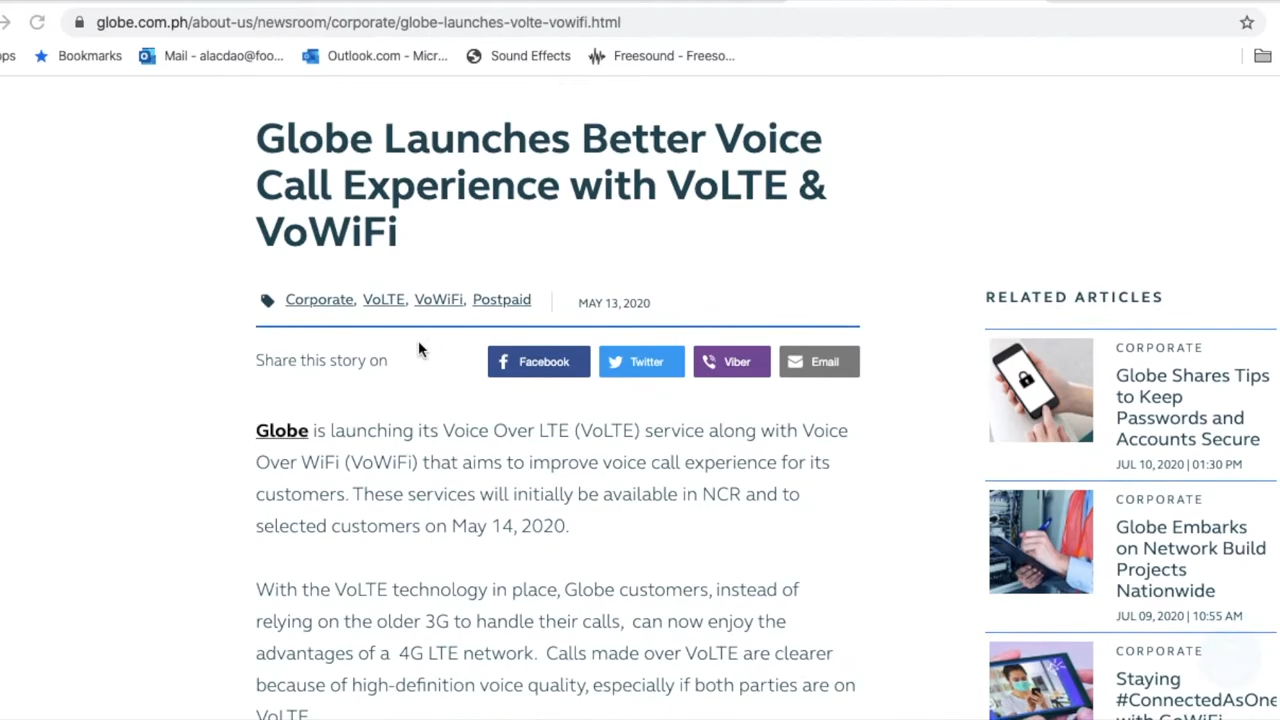 globe.com.ph/about-us/newsroom/corporate/globe-launches-volte-vowifi.html
ps Bookmarks Mail - alacdao@foo... Outlook.com - Micr... Sound Effects Freesound - Freeso...
Globe Launches Better Voice
Call Experience with VoLTE &
VoWiFi
Corporate, VoLTE, VoWiFi, Postpaid MAY 13, 2020
Share this story on Facebook Twitter Viber Email
Globe is launching its Voice Over LTE (VoLTE) service along with Voice
Over WiFi (VoWiFi) that aims to improve voice call experience for its
customers. These services will initially be available in NCR and to
selected customers on May 14, 2020.
With the VoLTE technology in place, Globe customers, instead of
relying on the older 3G to handle their calls, can now enjoy the
advantages of a 4G LTE network. Calls made over VoLTE are clearer
because of high-definition voice quality, especially if both parties are on
VoLTE
RELATED ARTICLES
CORPORATE
Globe Shares Tips
to Keep
Passwords and
Accounts Secure
JUL 10, 2020 | 01:30 PM
CORPORATE
Globe Embarks
on Network Build
Projects
Nationwide
JUL 09, 2020 | 10:55 AM
CORPORATE
Staying
#ConnectedAsOne
with GoWiFi